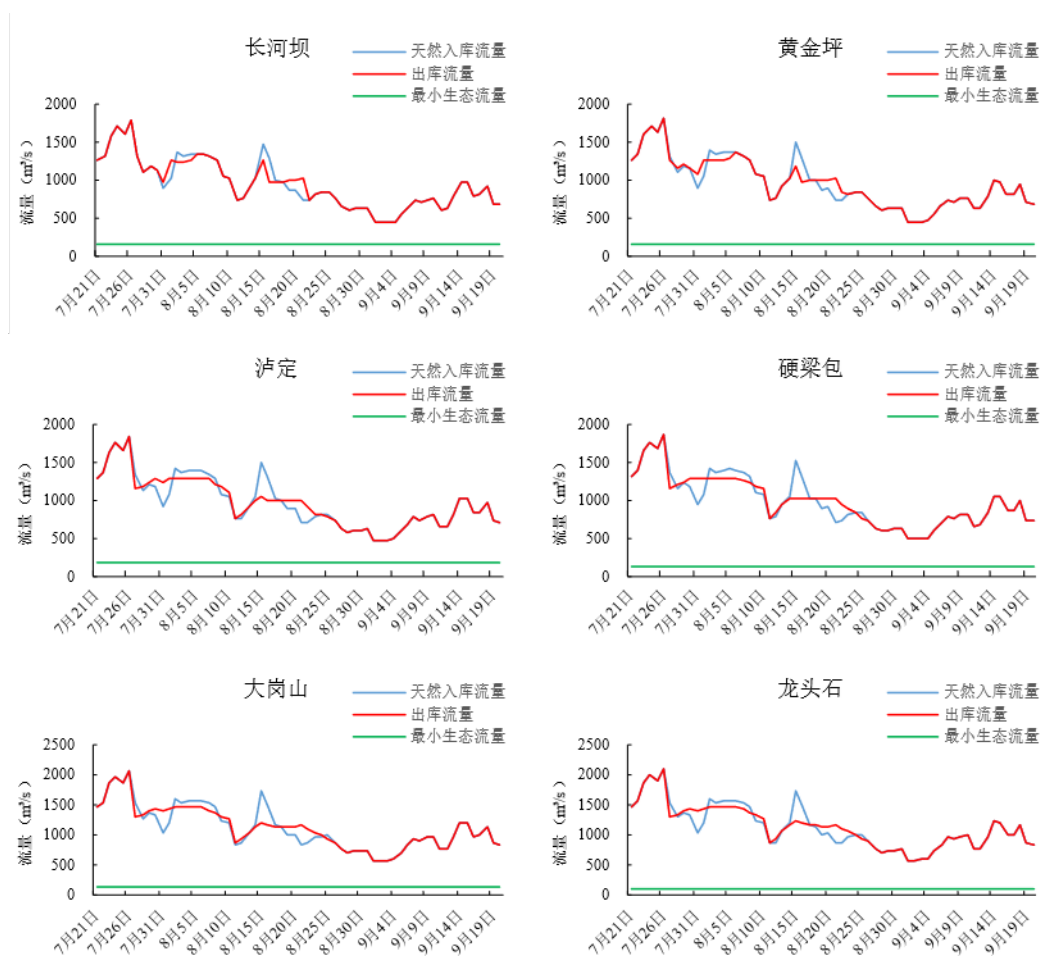 长河坝
天然入库流量
出库流量
最小生态流量
流量（m³/s）
2000
1500
1000
500
0
7月21日
7月26日
7月31日
8月5日
8月10日
8月15日
8月20日
8月25日
8月30日
9月4日
9月9日
9月14日
9月19日
黄金坪
天然入库流量
出库流量
最小生态流量
流量（m³/s）
2000
1500
1000
500
0
7月21日
7月26日
7月31日
8月5日
8月10日
8月15日
8月20日
8月25日
8月30日
9月4日
9月9日
9月14日
9月19日
泸定
天然入库流量
出库流量
最小生态流量
流量（m³/s）
2000
1500
1000
500
0
7月21日
7月26日
7月31日
8月5日
8月10日
8月15日
8月20日
8月25日
8月30日
9月4日
9月9日
9月14日
9月19日
硬梁包
天然入库流量
出库流量
最小生态流量
流量（m³/s）
2000
1500
1000
500
0
7月21日
7月26日
7月31日
8月5日
8月10日
8月15日
8月20日
8月25日
8月30日
9月4日
9月9日
9月14日
9月19日
大岗山
天然入库流量
出库流量
最小生态流量
流量（m³/s）
2500
2000
1500
1000
500
0
7月21日
7月26日
7月31日
8月5日
8月10日
8月15日
8月20日
8月25日
8月30日
9月4日
9月9日
9月14日
9月19日
龙头石
天然入库流量
出库流量
最小生态流量
流量（m³/s）
2500
2000
1500
1000
500
0
7月21日
7月26日
7月31日
8月5日
8月10日
8月15日
8月20日
8月25日
8月30日
9月4日
9月9日
9月14日
9月19日